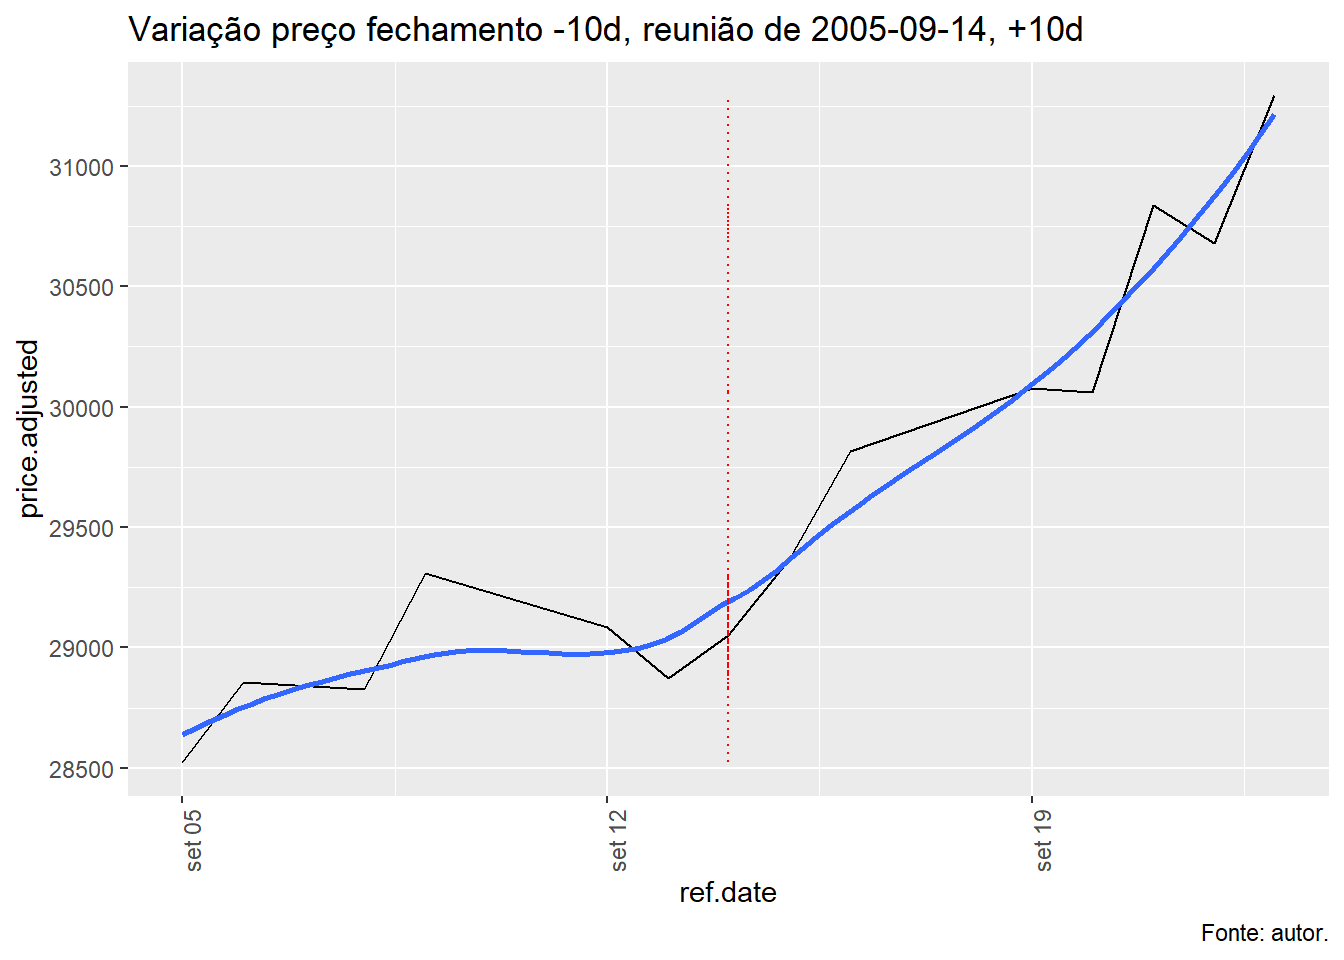 Variação preço fechamento -10d, reunião de 2005-09-14, +10d
31000
30500
30000
29500
29000
28500
price.adjusted
set 05
set 12
set 19
ref.date
Fonte: autor.